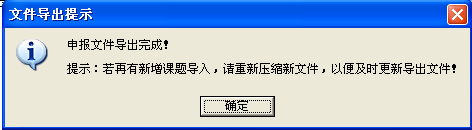 文件导出提示
申报文件导出完成！
提示：若再有新增课题导入，请重新压缩新文件，以便及时更新导出文件！
确定